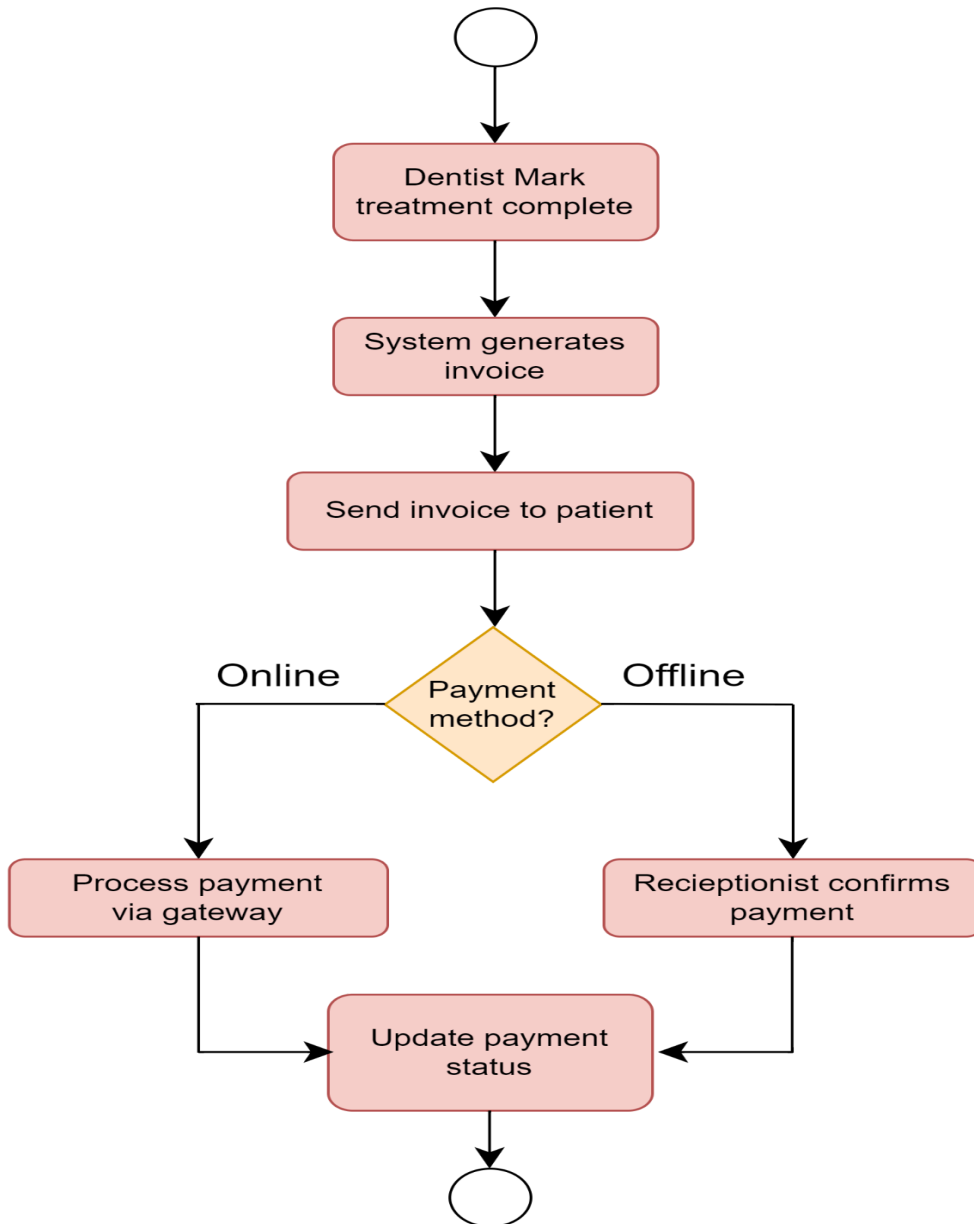 Dentist Mark
treatment complete
System generates
invoice
Send invoice to patient
Online
Payment
method?
Offline
Process payment
via gateway
Recieptionist confirms
payment
Update payment
status